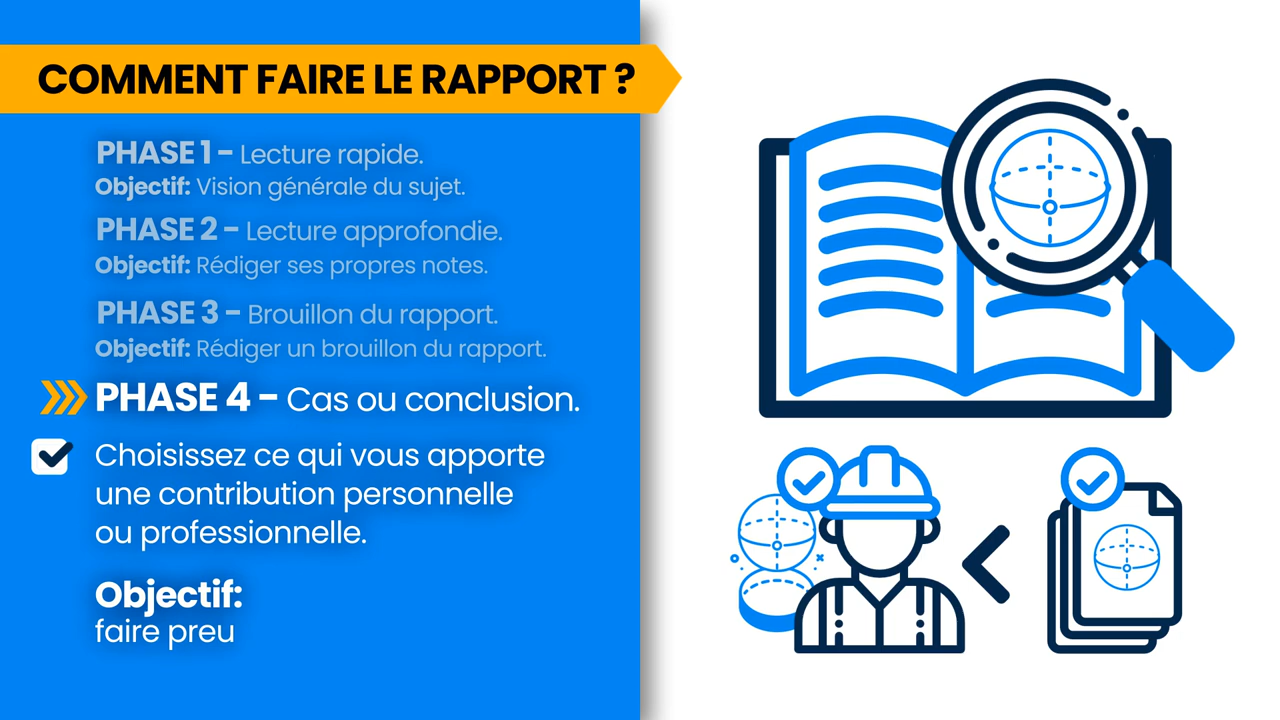 COMMENT FAIRE LE RAPPORT ?
PHASE 1 – Lecture rapide.
Objectif: Vision générale du sujet.
PHASE 2 – Lecture approfondie.
Objectif: Rédiger ses propres notes.
PHASE 3 – Brouillon du rapport.
Objectif: Rédiger un brouillon du rapport.
PHASE 4 – Cas ou conclusion.
Choisissez ce qui vous apporte
une contribution personnelle
ou professionnelle.
Objectif:
faire preu